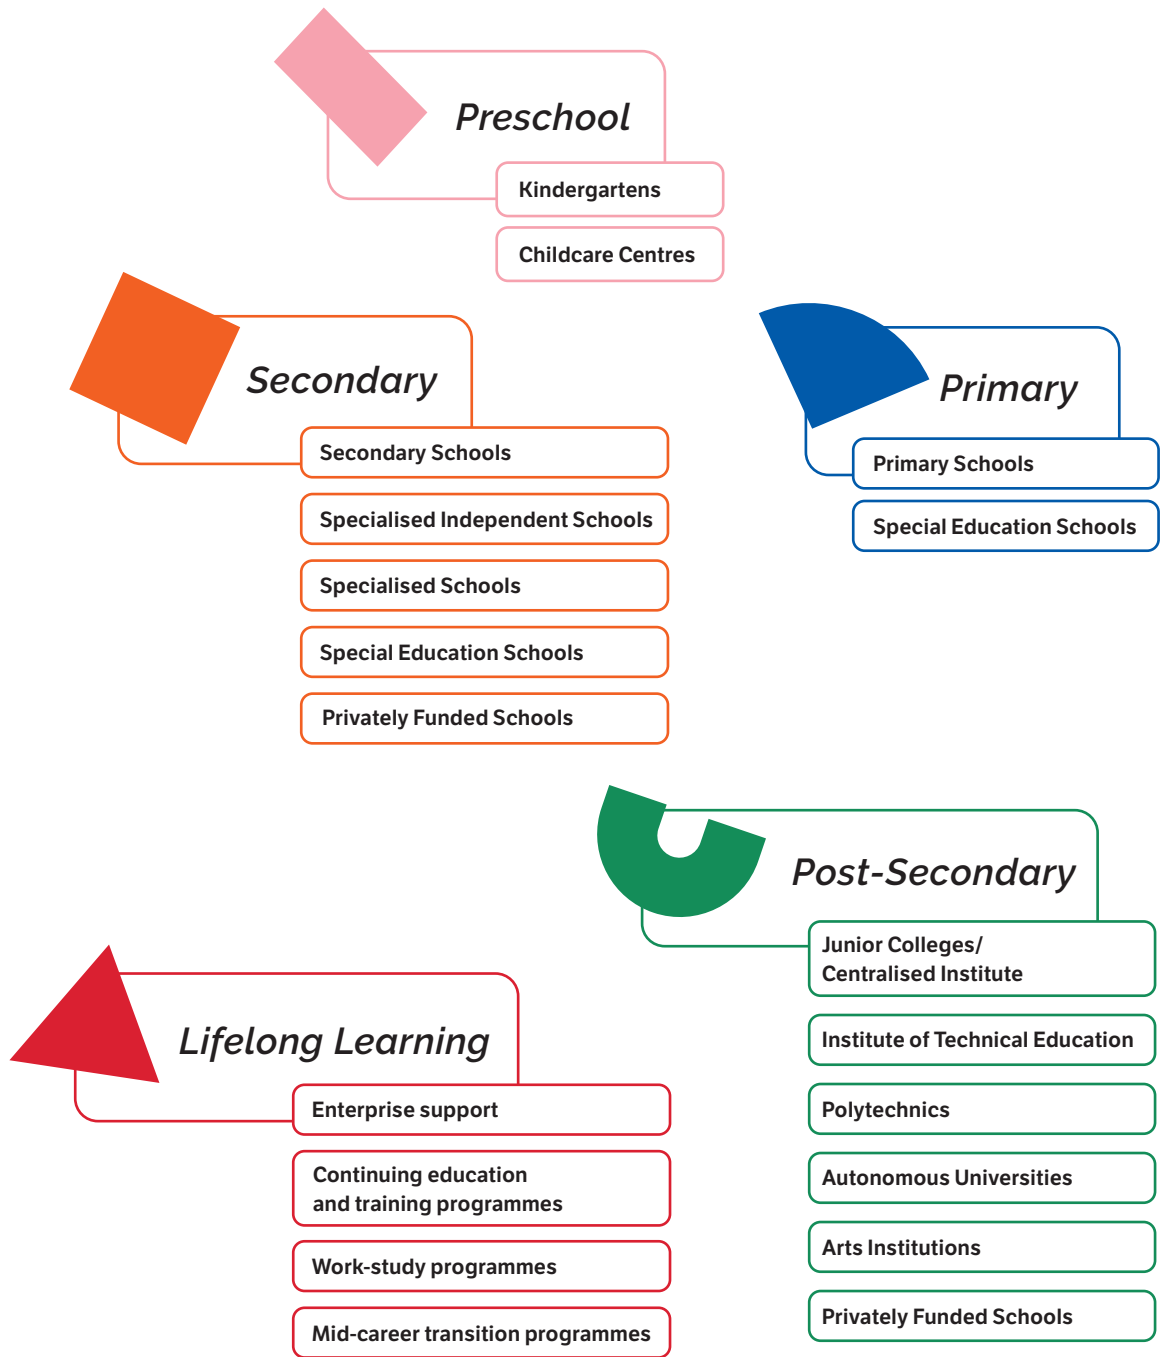 Preschool
Kindergartens
Childcare Centres
Secondary
Secondary Schools
Specialised Independent Schools
Specialised Schools
Special Education Schools
Privately Funded Schools
Primary
Primary Schools
Special Education Schools
Post-Secondary
Junior Colleges/
Centralised Institute
Institute of Technical Education
Polytechnics
Autonomous Universities
Arts Institutions
Privately Funded Schools
Lifelong Learning
Enterprise support
Continuing education
and training programmes
Work-study programmes
Mid-career transition programmes